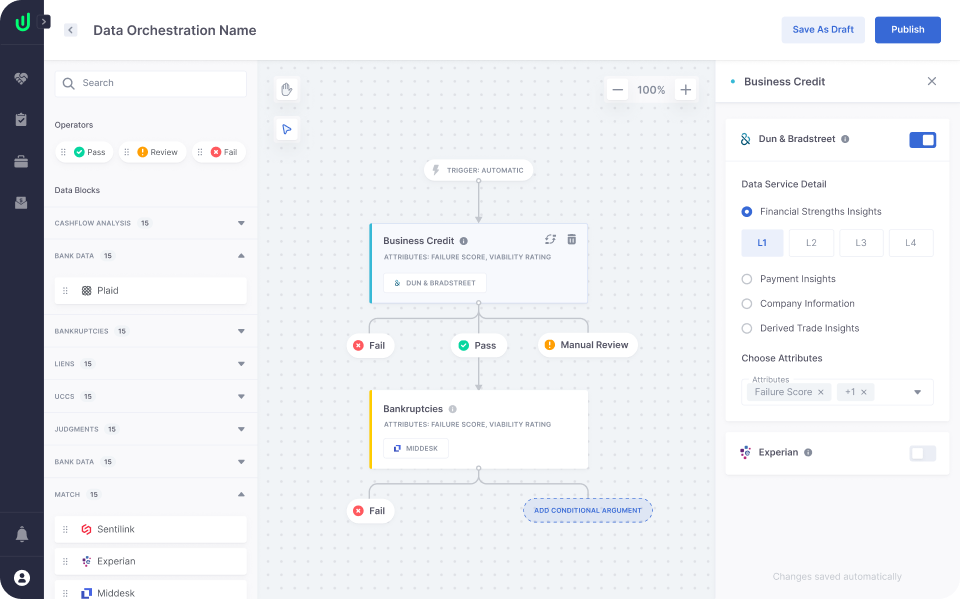 Data Orchestration Name
Save As Draft
Publish
Search
Operators
Pass
Review
Fail
Data Blocks
CASHFLOW ANALYSIS 15
BANK DATA 15
Plaid
BANKRUPTCIES 15
LIENS 15
UCCS 15
JUDGMENTS 15
BANK DATA 15
MATCH 15
Sentilink
Experian
Middesk
100%
TRIGGER: AUTOMATIC
Business Credit
ATTRIBUTES: FAILURE SCORE, VIABILITY RATING
DUN & BRADSTREET
Fail
Pass
Manual Review
Bankruptcies
ATTRIBUTES: FAILURE SCORE, VIABILITY RATING
MIDDESK
Fail
ADD CONDITIONAL ARGUMENT
Business Credit
Dun & Bradstreet
Data Service Detail
Financial Strengths Insights
L1 L2 L3 L4
Payment Insights
Company Information
Derived Trade Insights
Choose Attributes
Attributes
Failure Score +1
Experian
Changes saved automatically